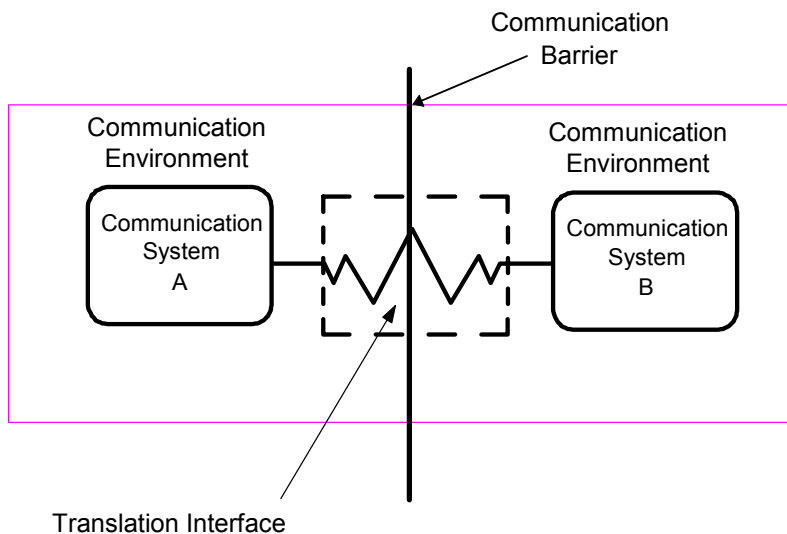 Communication
Barrier
Communication
Environment
Communication
System
A
Communication
Environment
Communication
System
B
Translation Interface